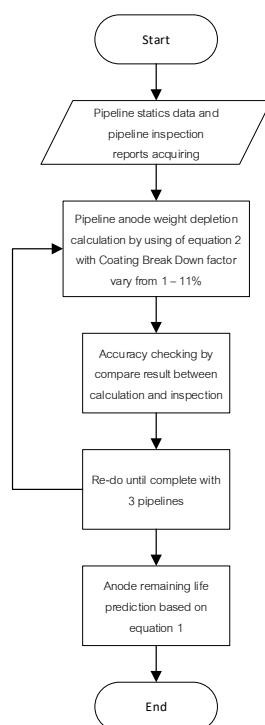 Start
Pipeline statics data and
pipeline inspection
reports acquiring
Pipeline anode weight depletion
calculation by using of equation 2
with Coating Break Down factor
vary from 1 – 11%
Accuracy checking by
compare result between
calculation and inspection
Re-do until complete with
3 pipelines
Anode remaining life
prediction based on
equation 1
End